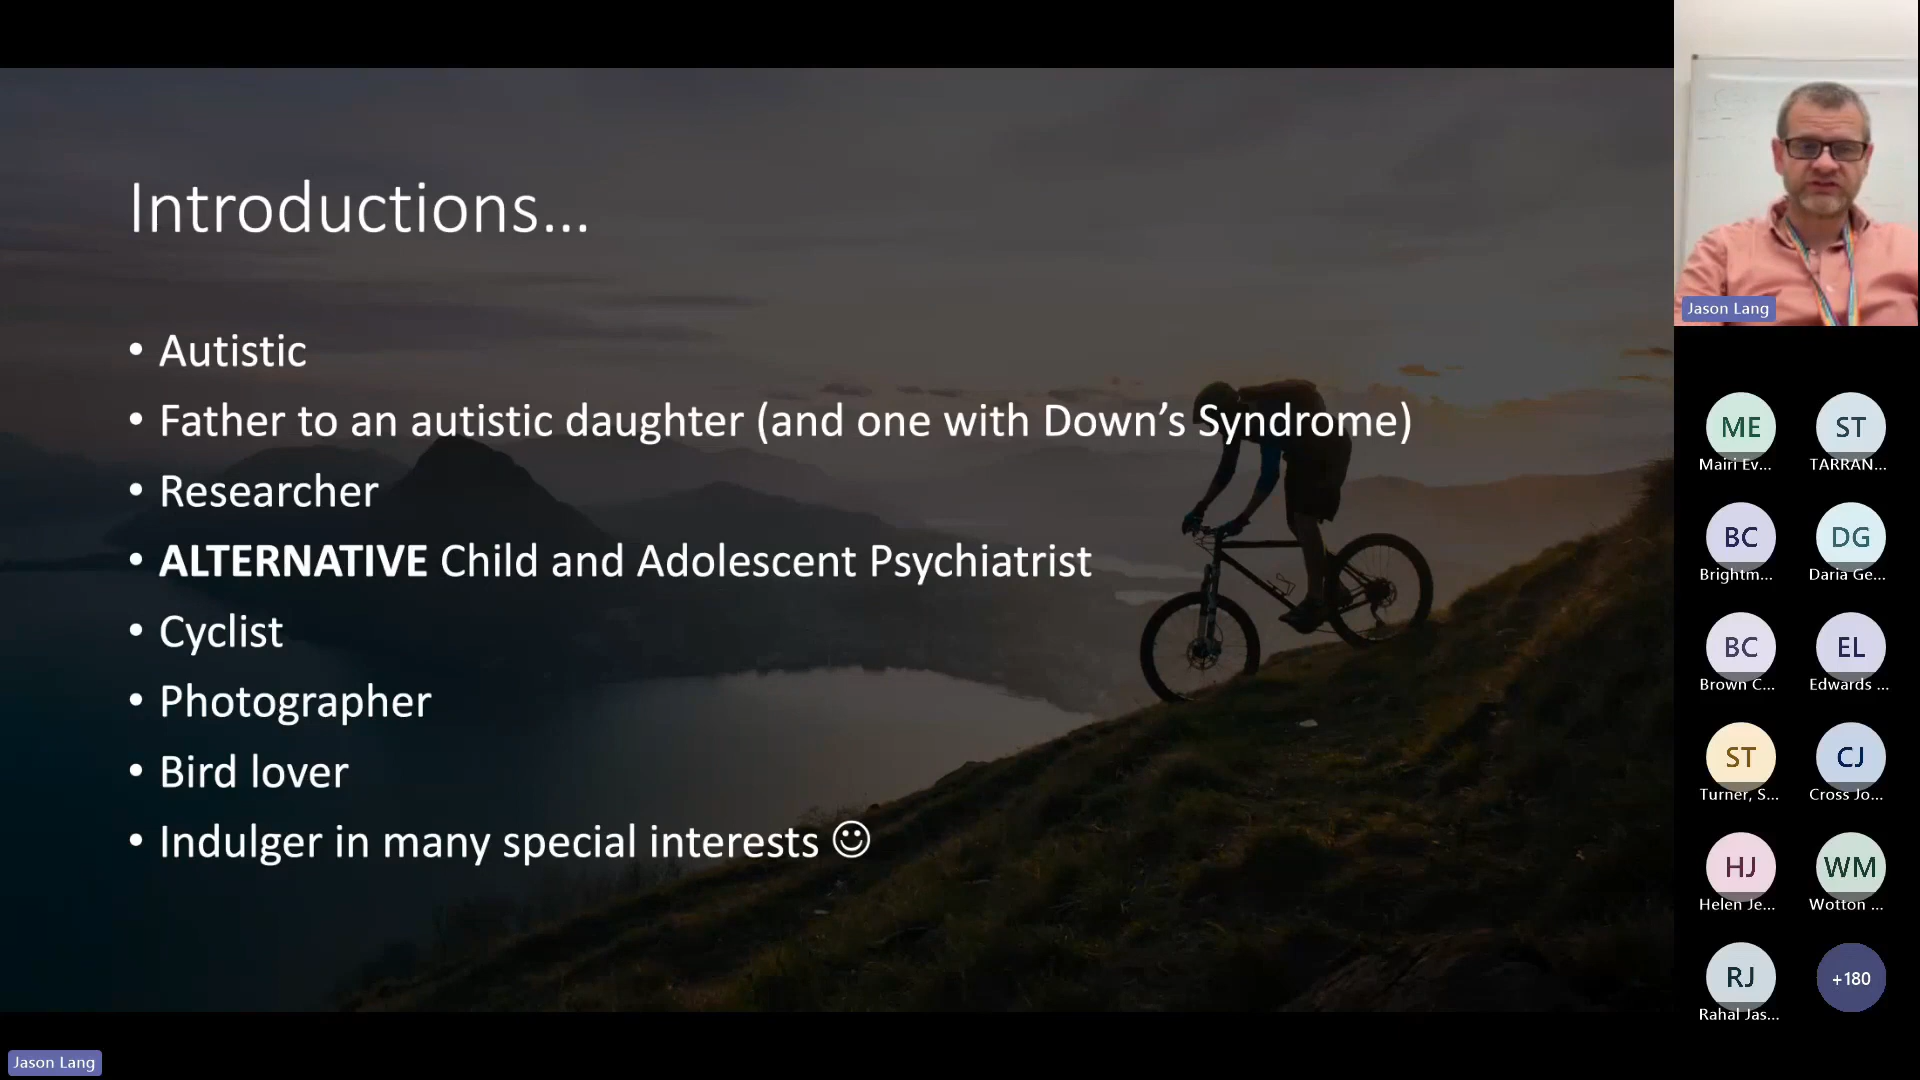 Introductions...
• Autistic
• Father to an autistic daughter (and one with Down's Syndrome)
• Researcher
• ALTERNATIVE Child and Adolescent Psychiatrist
• Cyclist
• Photographer
• Bird lover
• Indulger in many special interests ☺
Jason Lang
Jason Lang
ME
Mairi Ev...
ST
TARRAN...
BC
Brightm...
DG
Daria Ge...
BC
Brown C...
EL
Edwards ...
ST
Turner, S...
CJ
Cross Jo...
HJ
Helen Je...
WM
Wotton ...
RJ
Rahal Jas...
+180